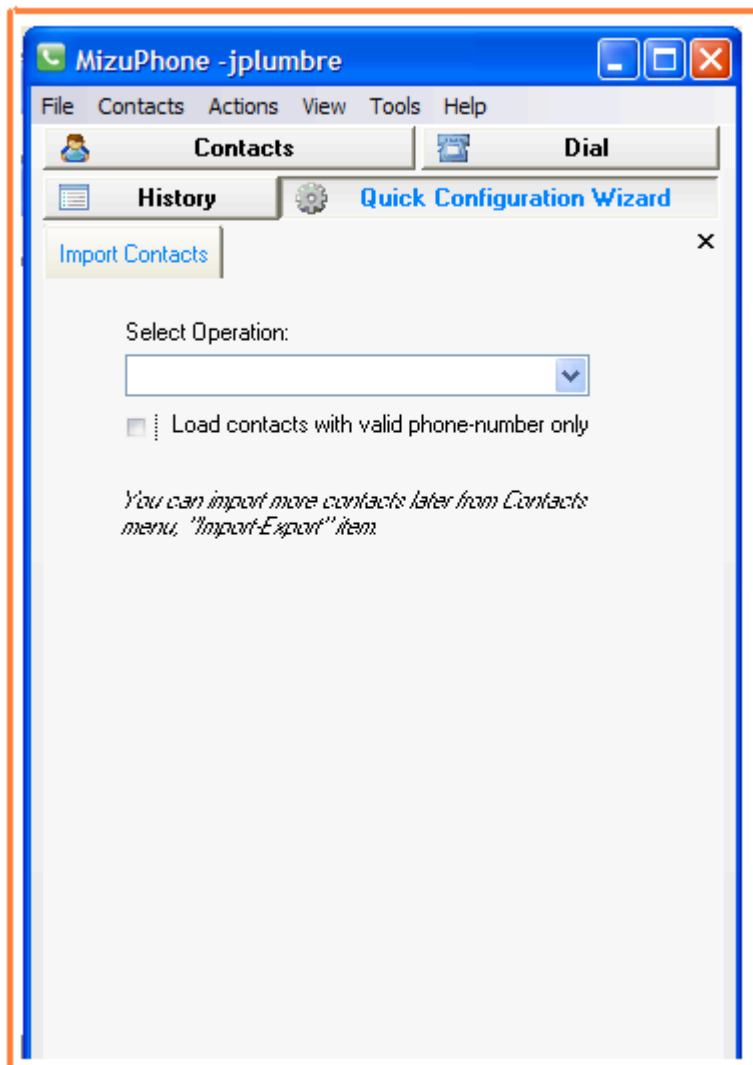 MizuPhone -jplumbre
File Contacts Actions View Tools Help
Contacts Dial
History Quick Configuration Wizard
Import Contacts
Select Operation:
Load contacts with valid phone-number only
You can import more contacts later from Contacts
menu, "Import-Export" item.